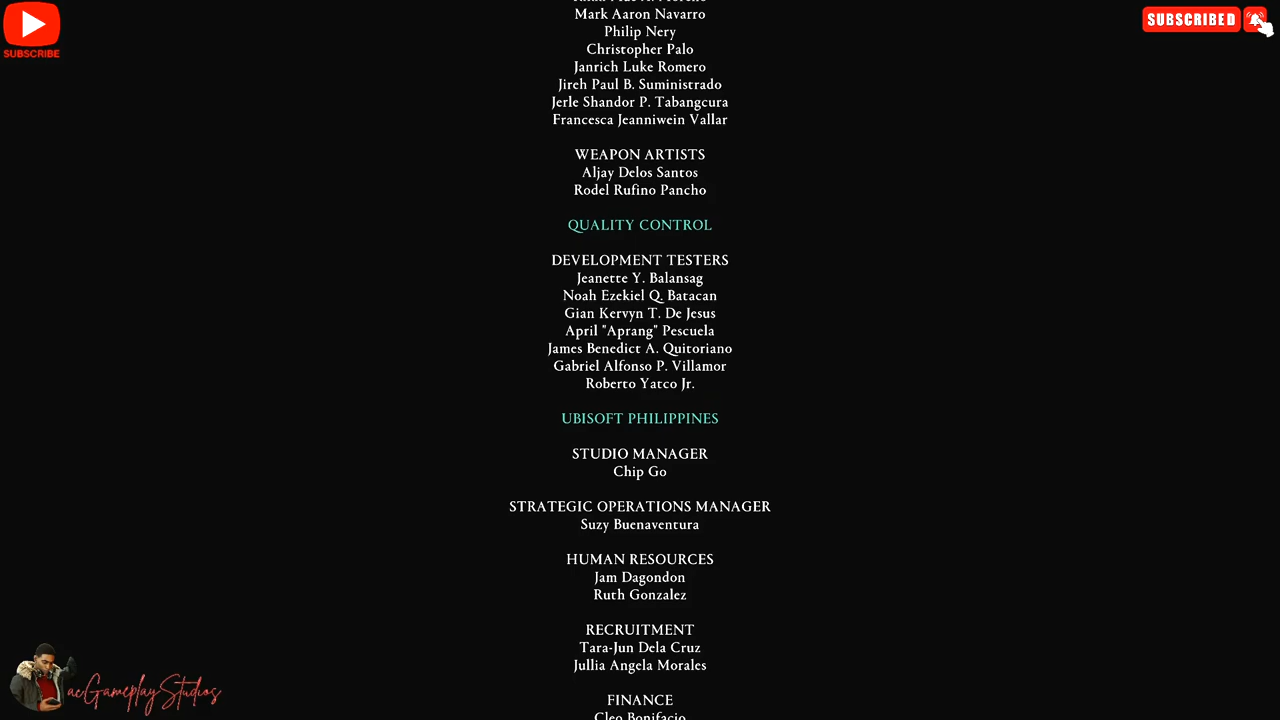 Mark Aaron Navarro
Philip Nery
Christopher Palo
Janrich Luke Romero
Jireh Paul B. Suministrado
Jerle Shandor P. Tabangcura
Francesca Jeanniwein Vallar
WEAPON ARTISTS
Aljay Delos Santos
Rodel Rufino Pancho
QUALITY CONTROL
DEVELOPMENT TESTERS
Jeanette Y. Balansag
Noah Ezekiel Q. Batacan
Gian Kervyn T. De Jesus
April "Aprang" Pescuela
James Benedict A. Quitoriano
Gabriel Alfonso P. Villamor
Roberto Yatco Jr.
UBISOFT PHILIPPINES
STUDIO MANAGER
Chip Go
STRATEGIC OPERATIONS MANAGER
Suzy Buenaventura
HUMAN RESOURCES
Jam Dagondon
Ruth Gonzalez
RECRUITMENT
Tara-Jun Dela Cruz
Jullia Angela Morales
FINANCE
Cleo Bonifacio
SUBSCRIBE
SUBSCRIBED
aeGameplayStudios